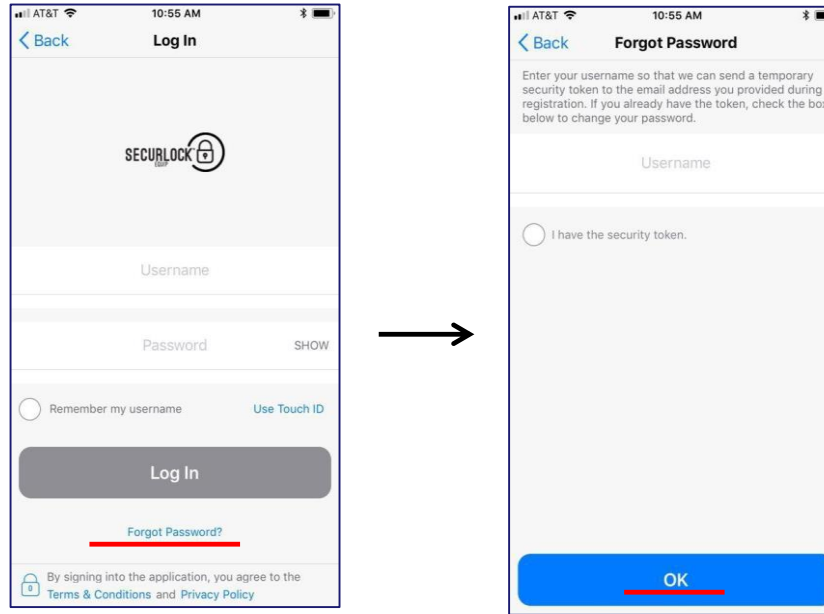 AT&T 10:55 AM
Back Log In
SECURLOCK
EQUIP
Username
Password SHOW
Remember my username Use Touch ID
Log In
Forgot Password?
By signing into the application, you agree to the
Terms & Conditions and Privacy Policy
AT&T 10:55 AM
Back Forgot Password
Enter your username so that we can send a temporary
security token to the email address you provided during
registration. If you already have the token, check the box
below to change your password.
Username
I have the security token.
OK